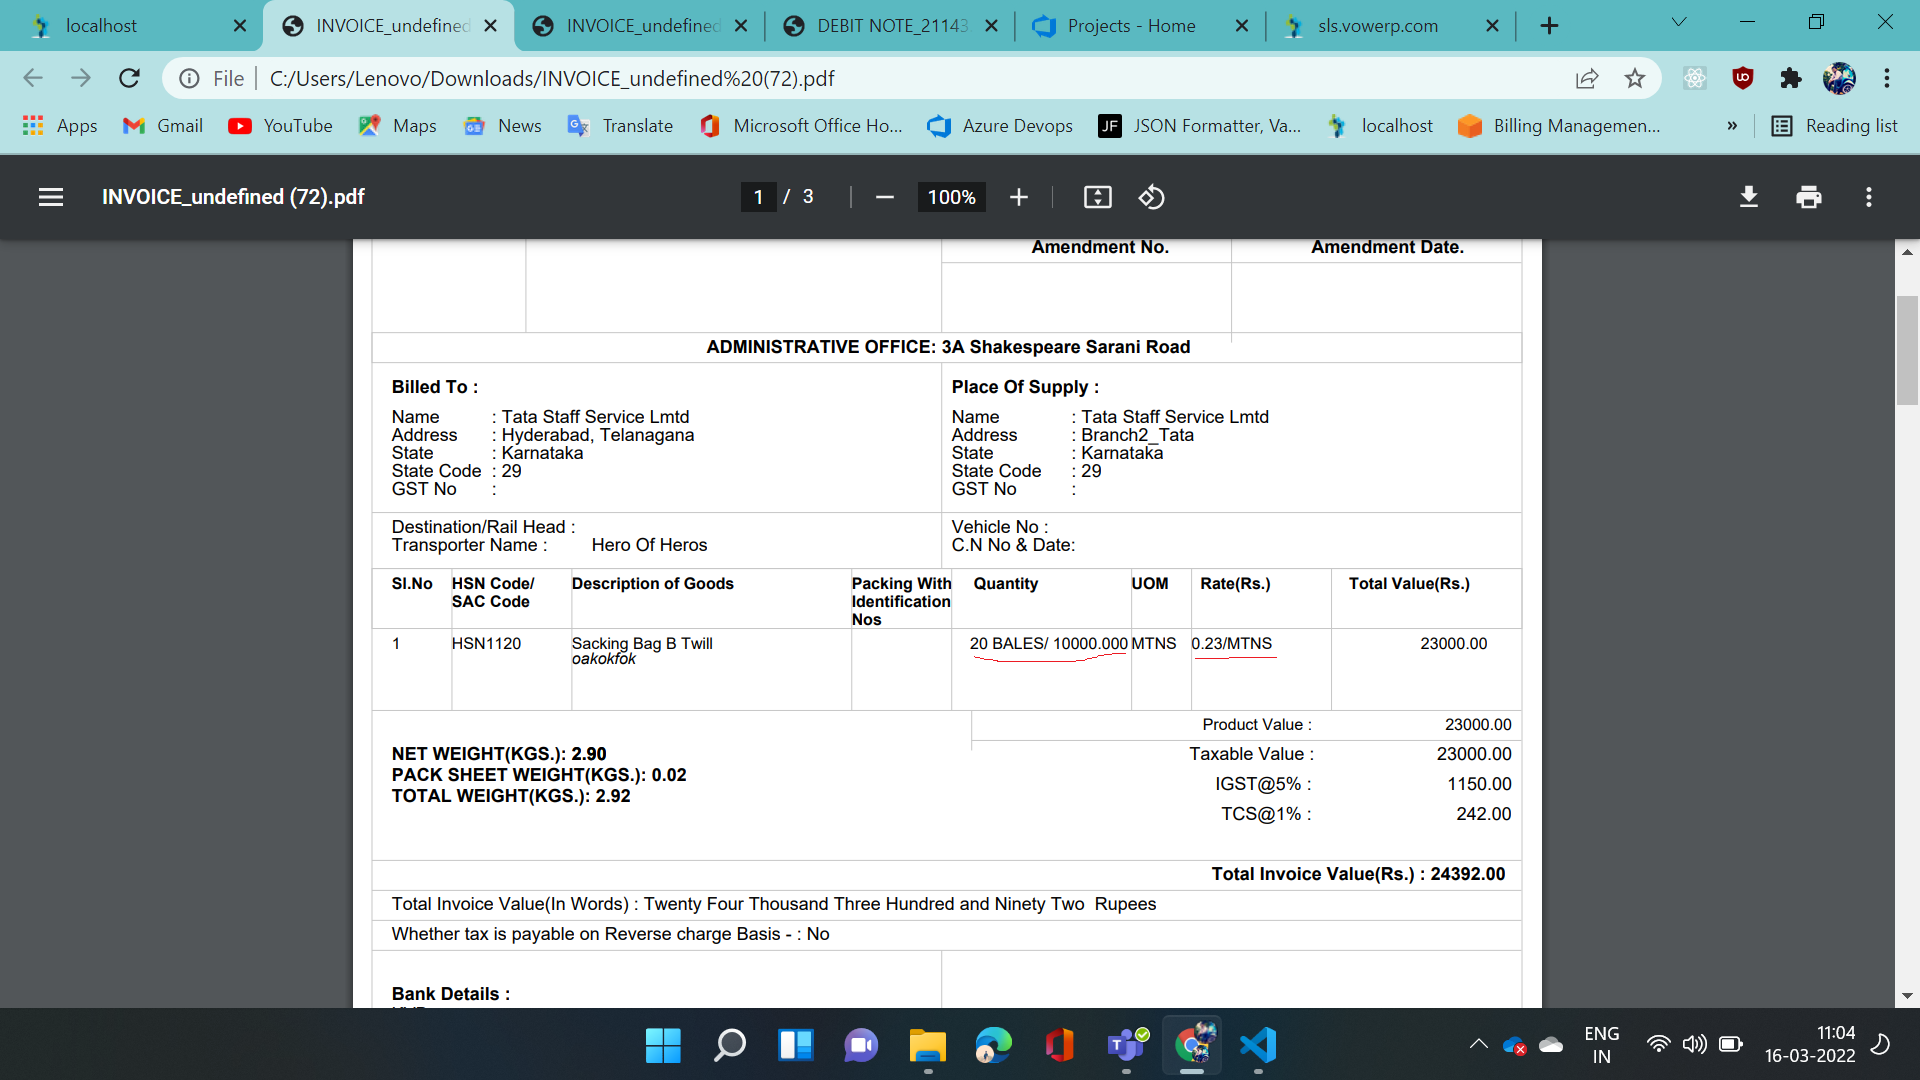 localhost
INVOICE_undefined
INVOICE_undefined
DEBIT NOTE_21143
Projects - Home
sls.vowerp.com
File
C:/Users/Lenovo/Downloads/INVOICE_undefined%20(72).pdf
Apps
Gmail
YouTube
Maps
News
Translate
Microsoft Office Ho...
Azure Devops
JF
JSON Formatter, Va...
localhost
Billing Managemen...
»
Reading list
INVOICE_undefined (72).pdf
1 / 3
100%
Amendment No. Amendment Date.
ADMINISTRATIVE OFFICE: 3A Shakespeare Sarani Road
Billed To :
Name : Tata Staff Service Lmtd
Address : Hyderabad, Telanagana
State : Karnataka
State Code : 29
GST No :
Place Of Supply :
Name : Tata Staff Service Lmtd
Address : Branch2_Tata
State : Karnataka
State Code : 29
GST No :
Destination/Rail Head :
Transporter Name : Hero Of Heros
Vehicle No :
C.N No & Date:
Sl.No
HSN Code/
SAC Code
Description of Goods
Packing With
Identification
Nos
Quantity
UOM
Rate(Rs.)
Total Value(Rs.)
1 HSN1120 Sacking Bag B Twill 20 BALES/ 10000.000 MTNS 0.23/MTNS 23000.00
oakokfok
Product Value : 23000.00
Taxable Value : 23000.00
IGST@5% : 1150.00
TCS@1% : 242.00
NET WEIGHT(KGS.): 2.90
PACK SHEET WEIGHT(KGS.): 0.02
TOTAL WEIGHT(KGS.): 2.92
Total Invoice Value(Rs.) : 24392.00
Total Invoice Value(In Words) : Twenty Four Thousand Three Hundred and Ninety Two Rupees
Whether tax is payable on Reverse charge Basis - : No
Bank Details :
ENG
IN
11:04
16-03-2022